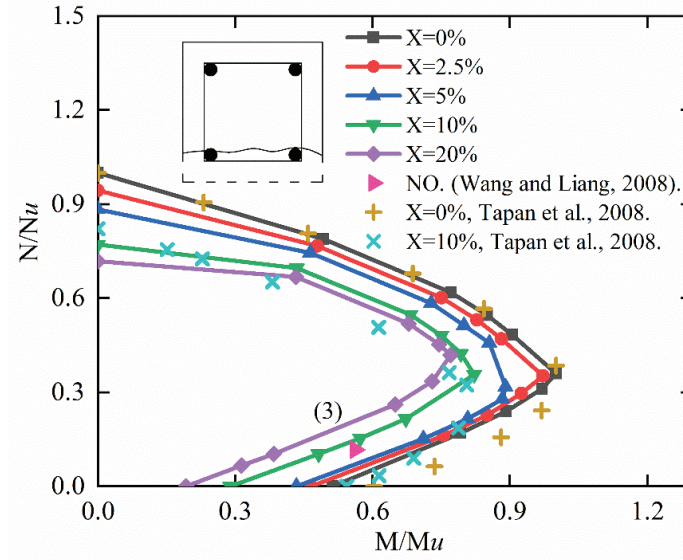 N/Nu
1.5
1.2
0.9
0.6
0.3
0.0
X=0%
X=2.5%
X=5%
X=10%
X=20%
NO. (Wang and Liang, 2008).
X=0%, Tapan et al., 2008.
X=10%, Tapan et al., 2008.
(3)
0.0 0.3 0.6 0.9 1.2
M/Mu